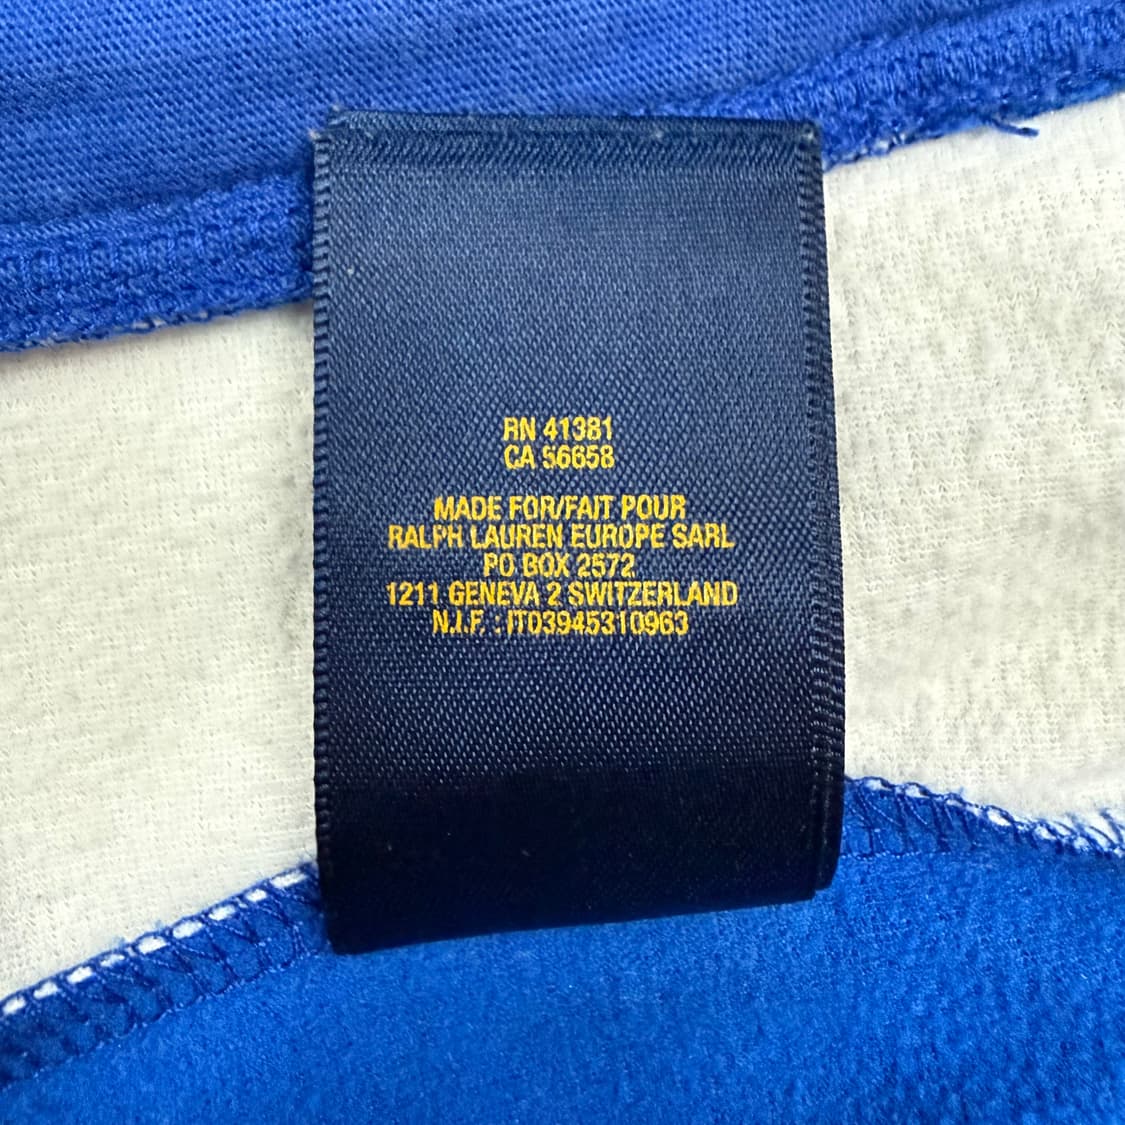 RN 41381
CA 56658
MADE FOR/FAIT POUR
RALPH LAUREN EUROPE SARL
PO BOX 2572
1211 GENEVA 2 SWITZERLAND
N.I.F. : IT03945310963